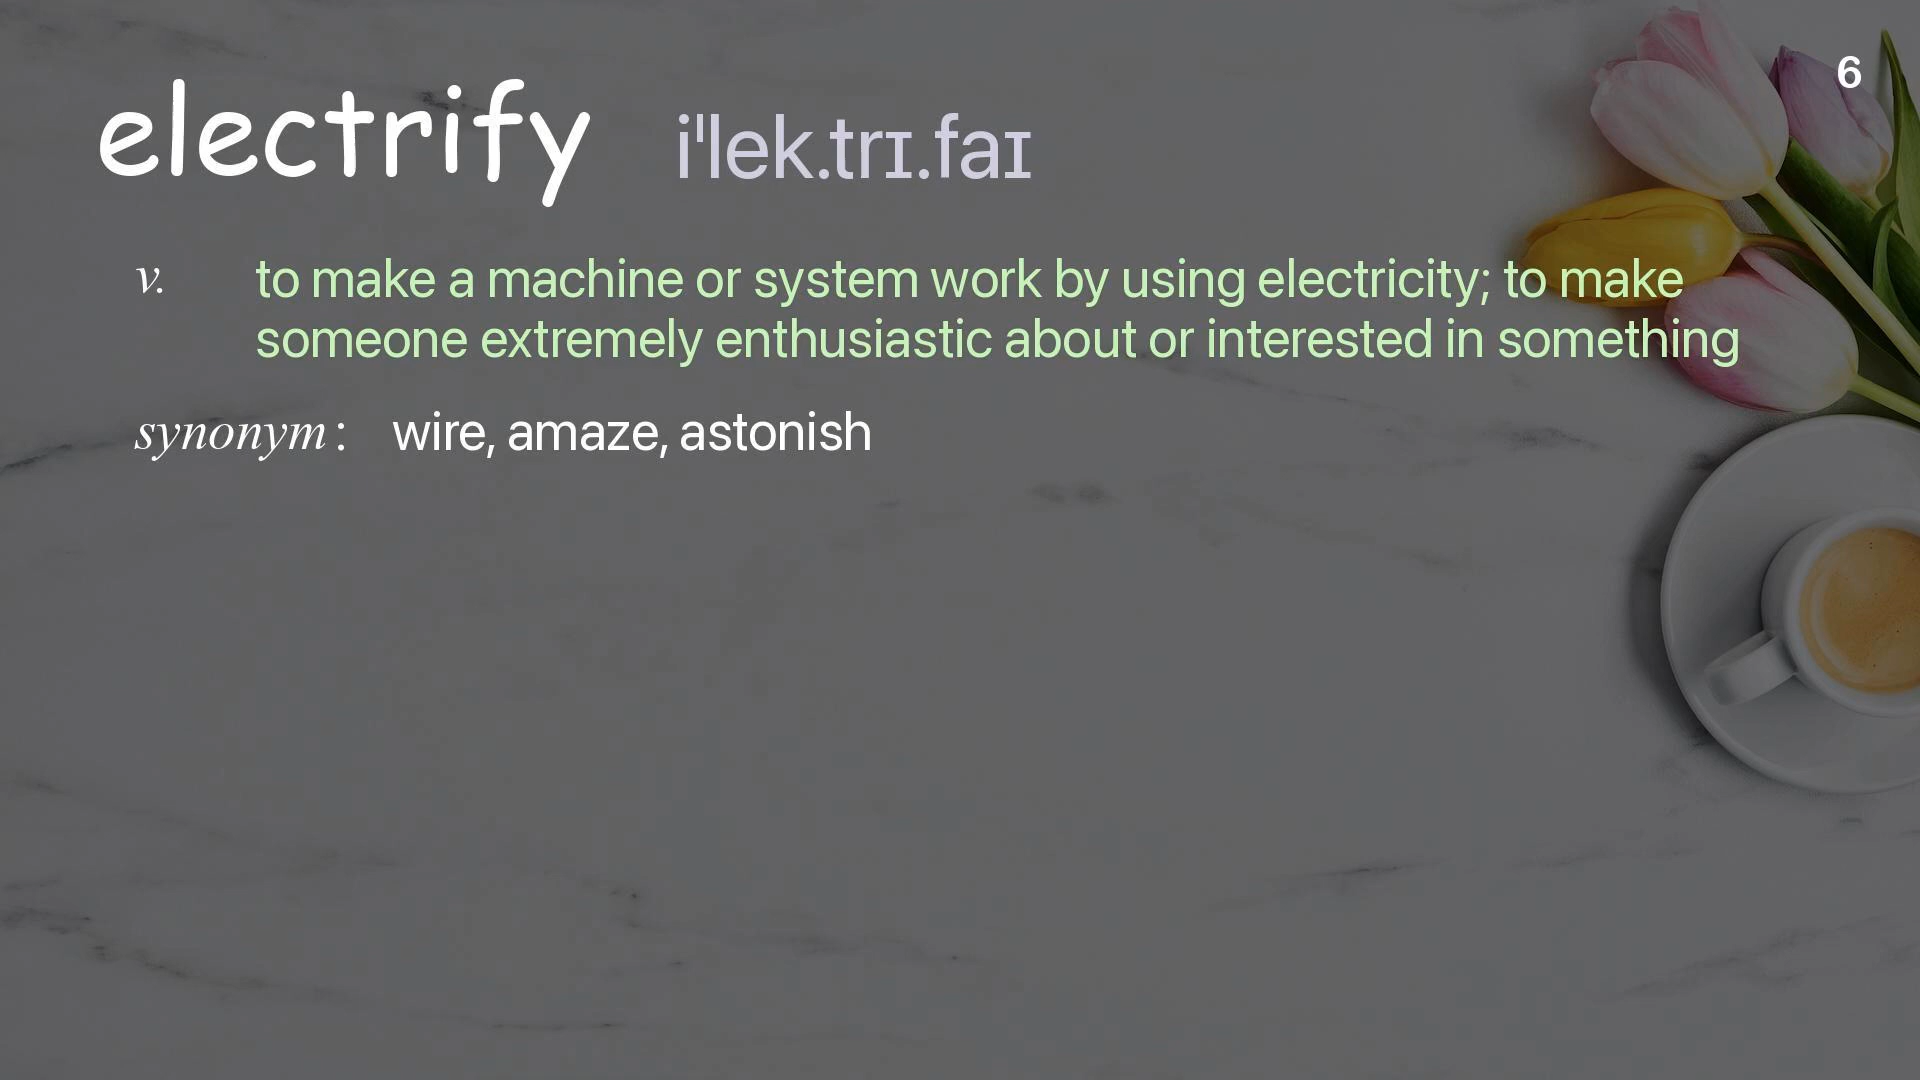 6
electrify iˈlek.trɪ.faɪ
v. to make a machine or system work by using electricity; to make
someone extremely enthusiastic about or interested in something
synonym : wire, amaze, astonish